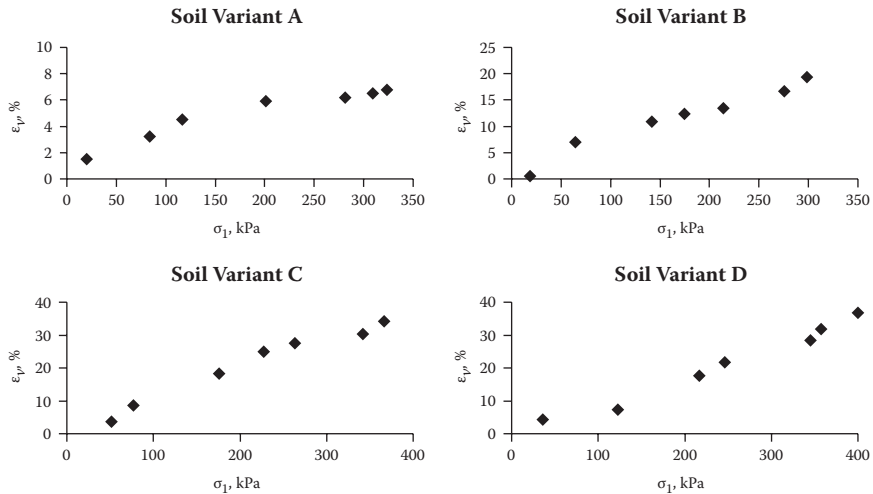 Soil Variant A
10
8
6
4
2
0
εv, %
0 50 100 150 200 250 300 350
σ1, kPa
Soil Variant B
25
20
15
10
5
0
εv, %
0 50 100 150 200 250 300 350
σ1, kPa
Soil Variant C
40
30
20
10
0
εv, %
0 100 200 300 400
σ1, kPa
Soil Variant D
40
30
20
10
0
εv, %
0 100 200 300 400
σ1, kPa